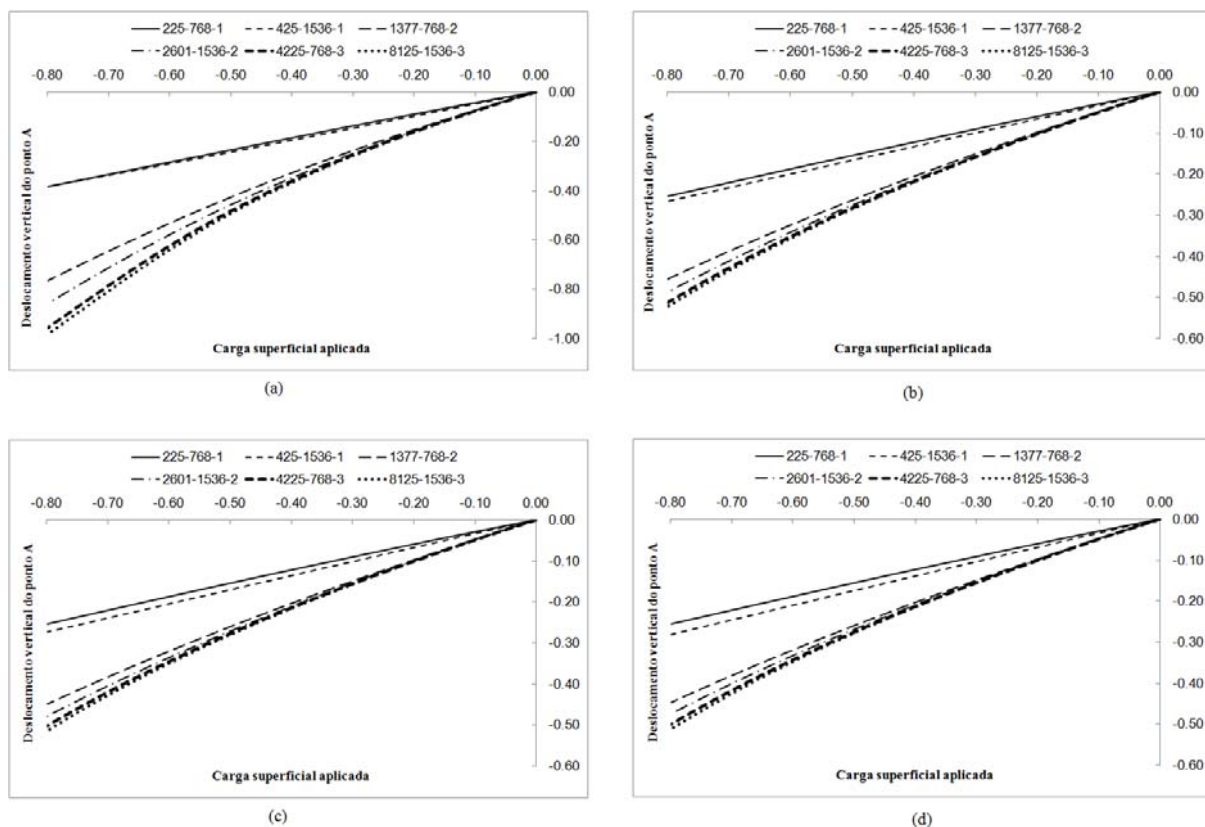 225-768-1 425-1536-1 1377-768-2
2601-1536-2 4225-768-3 8125-1536-3
-0.80 -0.70 -0.60 -0.50 -0.40 -0.30 -0.20 -0.10 0.00
0.00
-0.20
-0.40
-0.60
-0.80
-1.00
Deslocamento vertical do ponto A
Carga superficial aplicada
(a)
225-768-1 425-1536-1 1377-768-2
2601-1536-2 4225-768-3 8125-1536-3
-0.80 -0.70 -0.60 -0.50 -0.40 -0.30 -0.20 -0.10 0.00
0.00
-0.10
-0.20
-0.30
-0.40
-0.50
-0.60
Deslocamento vertical do ponto A
Carga superficial aplicada
(b)
225-768-1 425-1536-1 1377-768-2
2601-1536-2 4225-768-3 8125-1536-3
-0.80 -0.70 -0.60 -0.50 -0.40 -0.30 -0.20 -0.10 0.00
0.00
-0.10
-0.20
-0.30
-0.40
-0.50
-0.60
Deslocamento vertical do ponto A
Carga superficial aplicada
(c)
225-768-1 425-1536-1 1377-768-2
2601-1536-2 4225-768-3 8125-1536-3
-0.80 -0.70 -0.60 -0.50 -0.40 -0.30 -0.20 -0.10 0.00
0.00
-0.10
-0.20
-0.30
-0.40
-0.50
-0.60
Deslocamento vertical do ponto A
Carga superficial aplicada
(d)